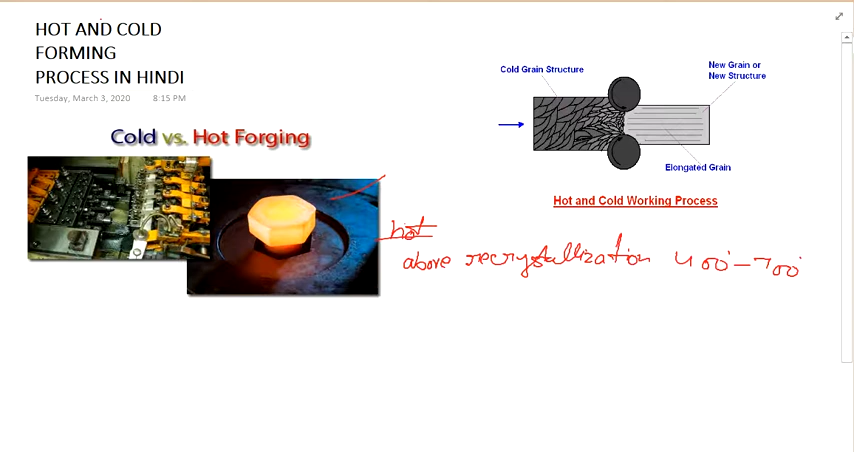 HOT AND COLD
FORMING
PROCESS IN HINDI
Tuesday, March 3, 2020 8:15 PM
Cold vs. Hot Forging
Cold Grain Structure
New Grain or
New Structure
Elongated Grain
Hot and Cold Working Process
hot
above recrystallization 400° - 700°